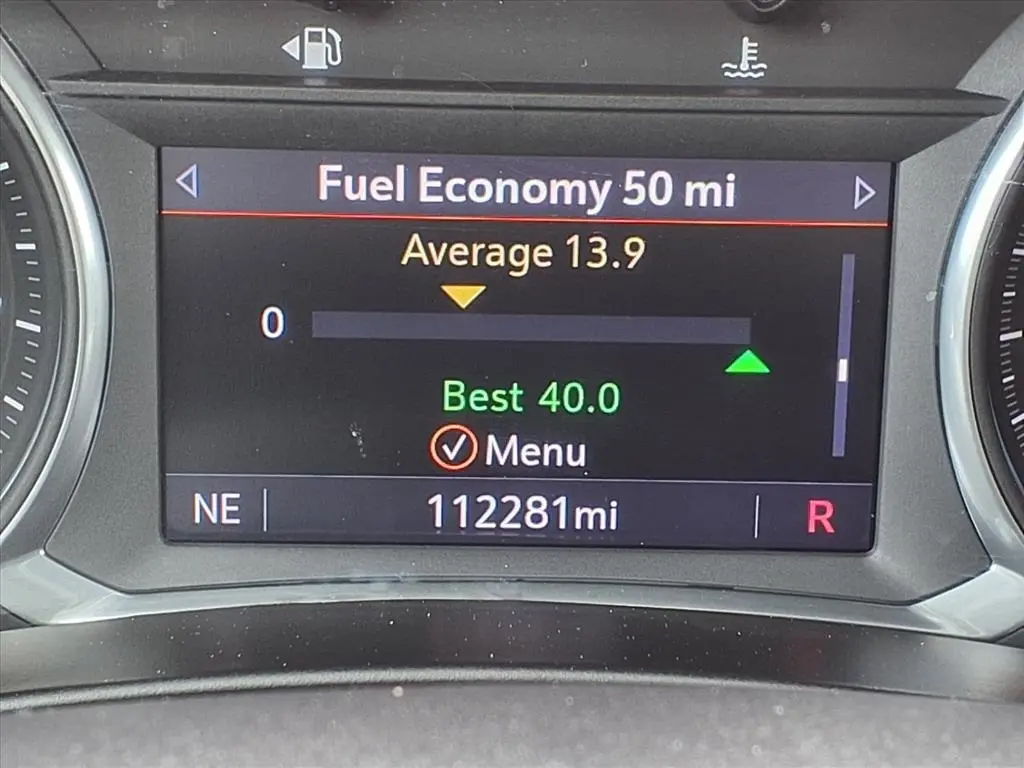 Fuel Economy 50 mi
Average 13.9
0
Best 40.0
Menu
NE 112281mi R